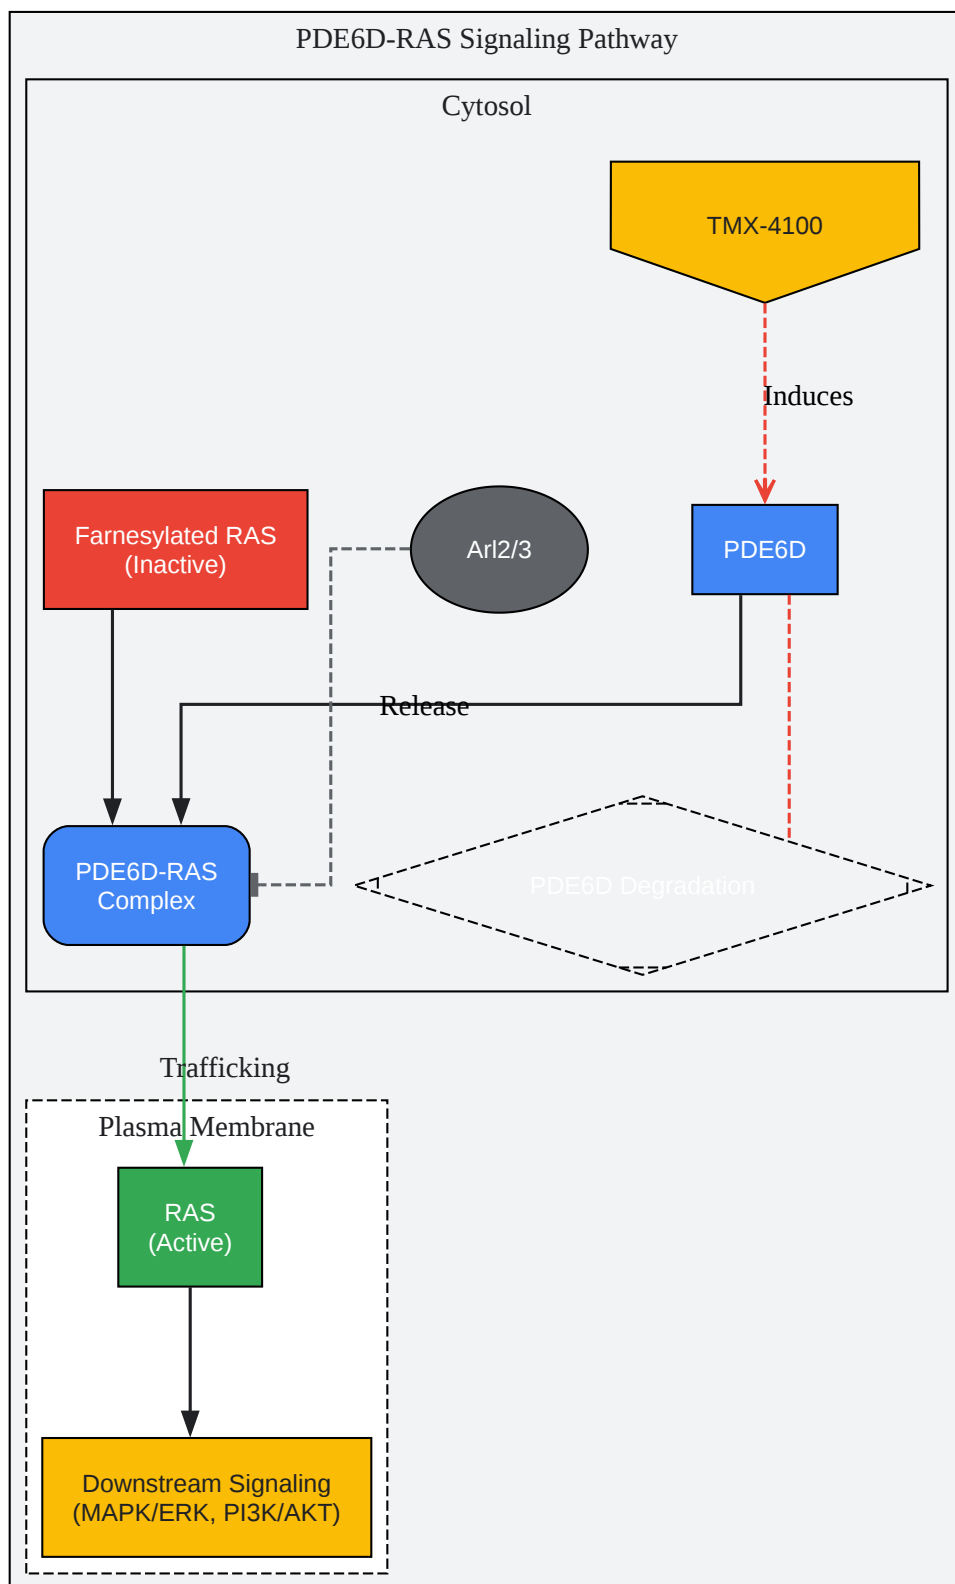 PDE6D-RAS Signaling Pathway
Cytosol
TMX-4100
Induces
Farnesylated RAS
(Inactive)
Arl2/3
PDE6D
Release
PDE6D-RAS
Complex
PDE6D Degradation
Trafficking
Plasma Membrane
RAS
(Active)
Downstream Signaling
(MAPK/ERK, PI3K/AKT)